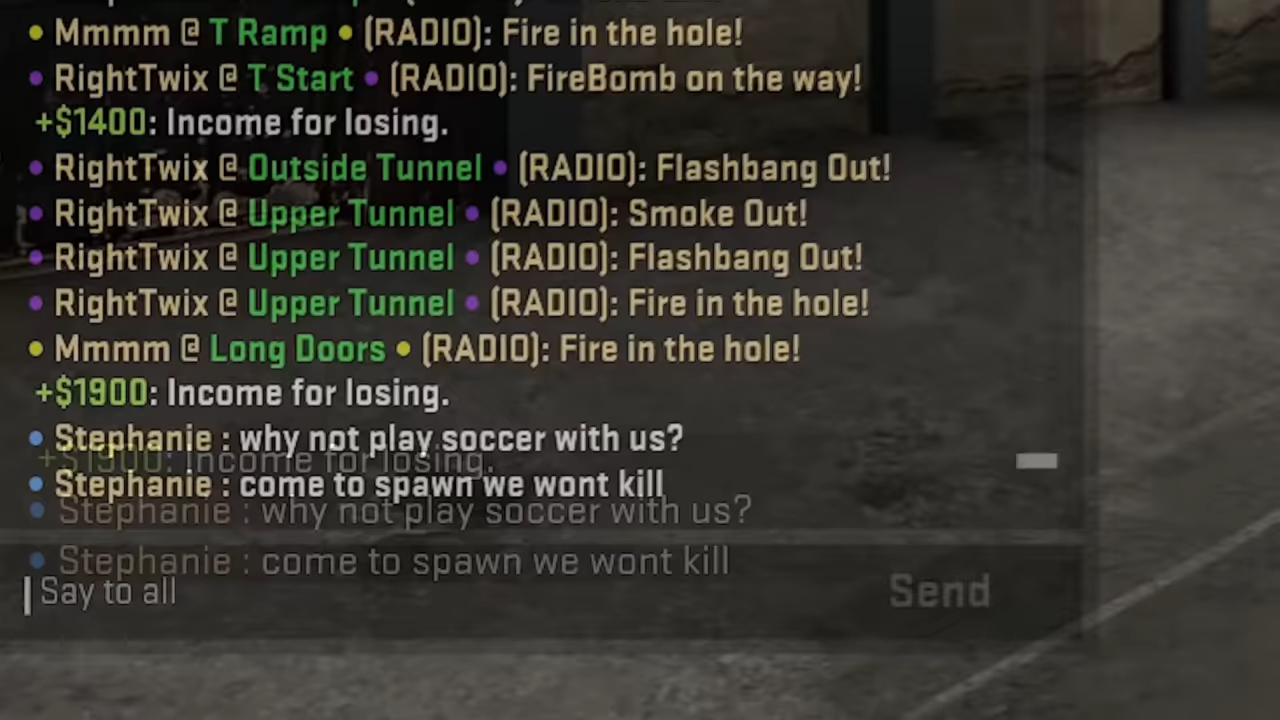 Mmmm @ T Ramp • (RADIO): Fire in the hole!
• RightTwix @ T Start • (RADIO): FireBomb on the way!
+$1400: Income for losing.
• RightTwix @ Outside Tunnel • (RADIO): Flashbang Out!
• RightTwix @ Upper Tunnel • (RADIO): Smoke Out!
• RightTwix @ Upper Tunnel • (RADIO): Flashbang Out!
• RightTwix @ Upper Tunnel • (RADIO): Fire in the hole!
• Mmmm @ Long Doors • (RADIO): Fire in the hole!
+$1900: Income for losing.
• Stephanie : why not play soccer with us?
+$1900: Income for losing.
• Stephanie : come to spawn we wont kill
• Stephanie : why not play soccer with us?
• Stephanie : come to spawn we wont kill
Say to all
Send